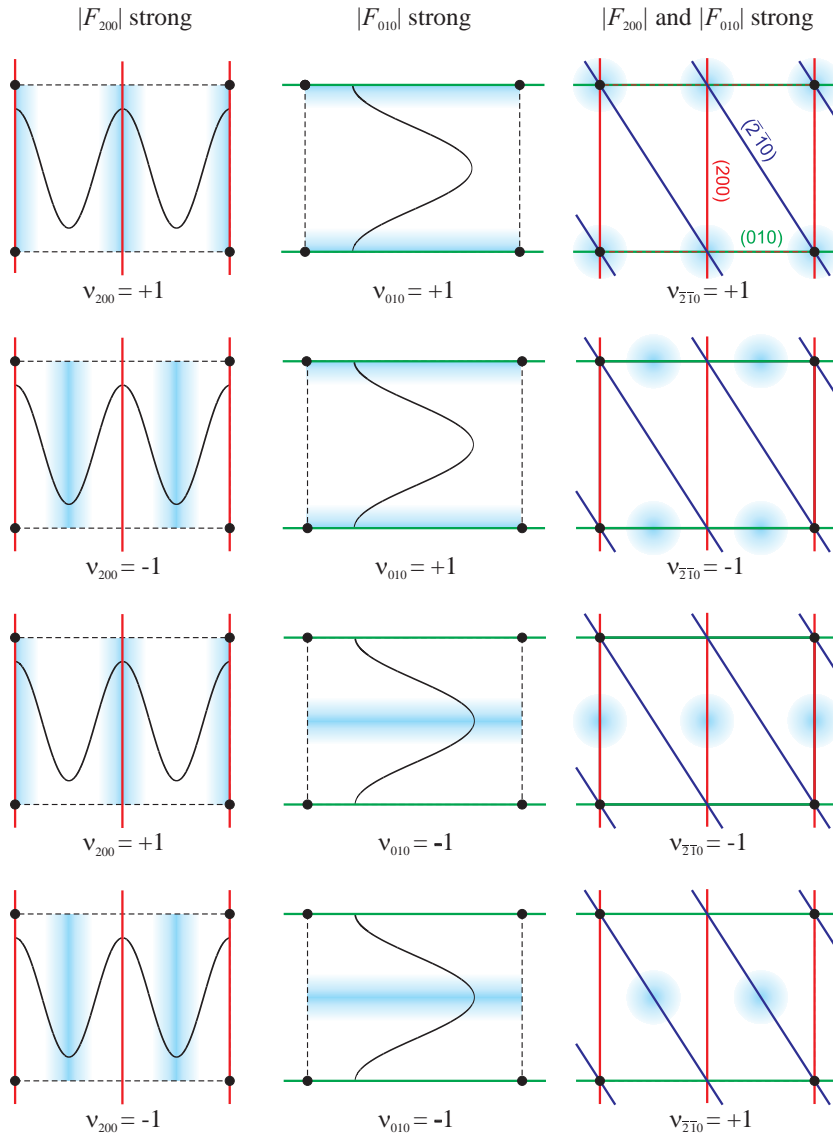 |F₂₀₀| strong |F₀₁₀| strong |F₂₀₀| and |F₀₁₀| strong
(2̅1̅0)
(200)
(010)
ν₂₀₀ = +1 ν₀₁₀ = +1 ν₂̅₁̅₀ = +1
ν₂₀₀ = -1 ν₀₁₀ = +1 ν₂̅₁̅₀ = -1
ν₂₀₀ = +1 ν₀₁₀ = -1 ν₂̅₁̅₀ = -1
ν₂₀₀ = -1 ν₀₁₀ = -1 ν₂̅₁̅₀ = +1